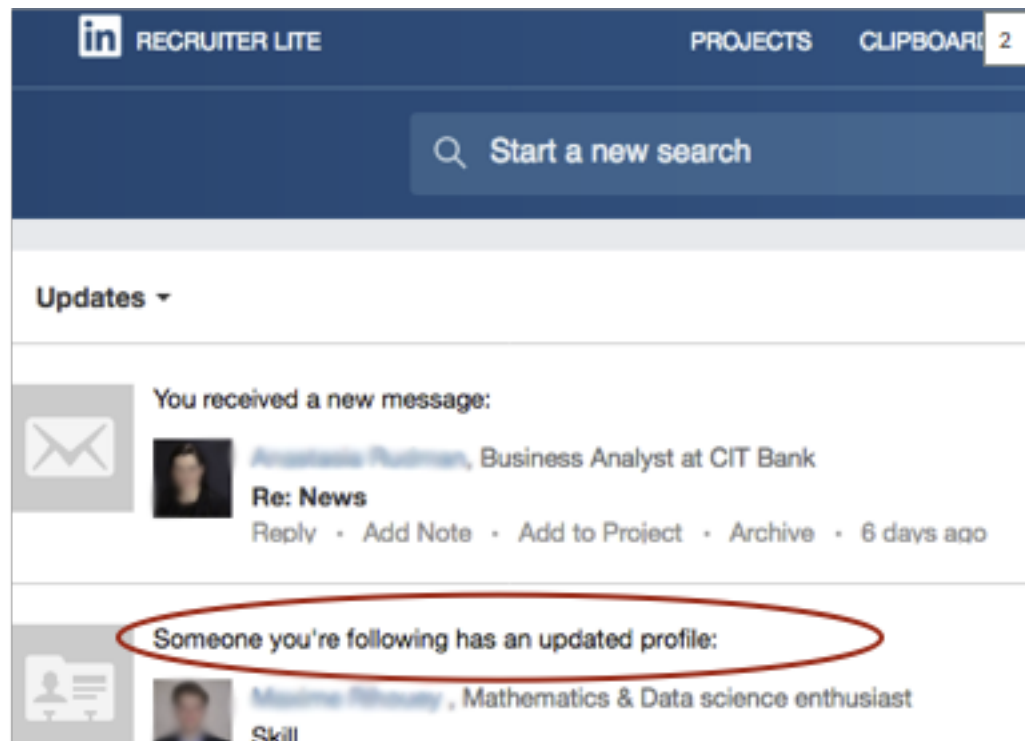 in RECRUITER LITE PROJECTS CLIPBOARD 2
Start a new search
Updates
You received a new message:
, Business Analyst at CIT Bank
Re: News
Reply · Add Note · Add to Project · Archive · 6 days ago
Someone you're following has an updated profile:
, Mathematics & Data science enthusiast
Skill